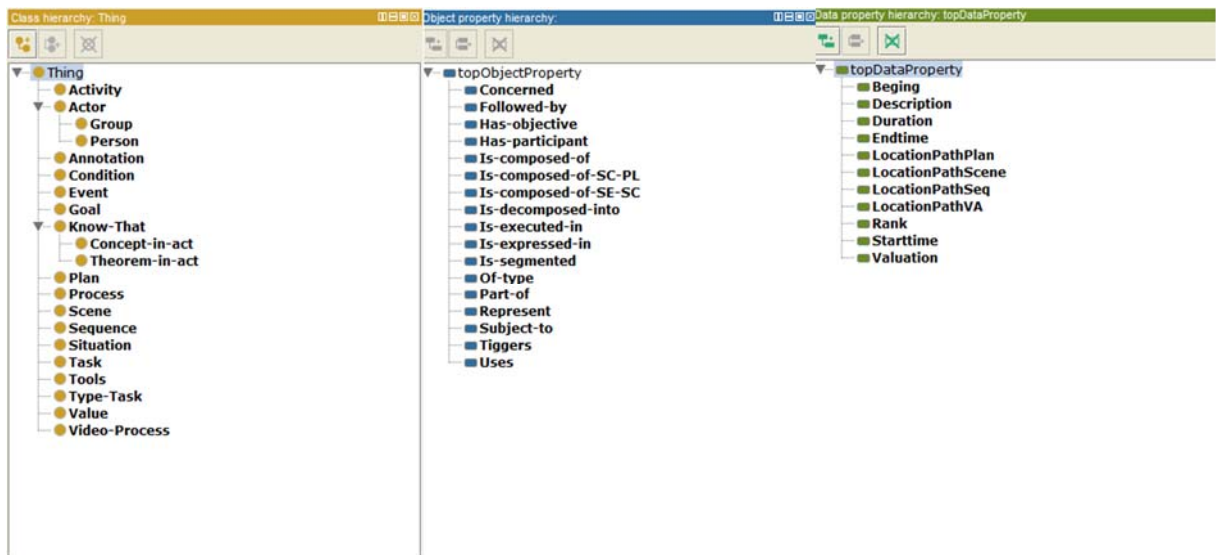 Class hierarchy: Thing
Thing
Activity
Actor
Group
Person
Annotation
Condition
Event
Goal
Know-That
Concept-in-act
Theorem-in-act
Plan
Process
Scene
Sequence
Situation
Task
Tools
Type-Task
Value
Video-Process
Object property hierarchy:
topObjectProperty
Concerned
Followed-by
Has-objective
Has-participant
Is-composed-of
Is-composed-of-SC-PL
Is-composed-of-SE-SC
Is-decomposed-into
Is-executed-in
Is-expressed-in
Is-segmented
Of-type
Part-of
Represent
Subject-to
Tiggers
Uses
Data property hierarchy: topDataProperty
topDataProperty
Beging
Description
Duration
Endtime
LocationPathPlan
LocationPathScene
LocationPathSeq
LocationPathVA
Rank
Starttime
Valuation